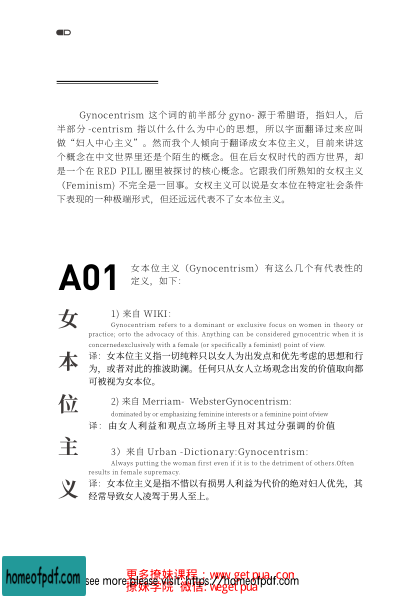 Gynocentrism 这个词的前半部分 gyno- 源于希腊语，指妇人，后
半部分 -centrism 指以什么什么为中心的思想，所以字面翻译过来应叫
做“妇人中心主义”。然而我个人倾向于翻译成女本位主义，目前来讲这
个概念在中文世界里还是个陌生的概念。但在后女权时代的西方世界，却
是一个在 RED PILL 圈里被探讨的核心概念。它跟我们所熟知的女权主义
（Feminism) 不完全是一回事。女权主义可以说是女本位在特定社会条件
下表现的一种极端形式，但还远远代表不了女本位主义。
A01
女本位主义（Gynocentrism）有这么几个有代表性的
定义，如下：
女本位主义
1) 来自 WIKI：
Gynocentrism refers to a dominant or exclusive focus on women in theory or
practice; orto the advocacy of this. Anything can be considered gynocentric when it is
concernedexclusively with a female (or specifically a feminist) point of view.
译：女本位主义指一切纯粹只以女人为出发点和优先考虑的思想和行
为，或者对此的推波助澜。任何只从女人立场观念出发的价值取向都
可被视为女本位。
2) 来自 Merriam- WebsterGynocentrism:
dominated by or emphasizing feminine interests or a feminine point ofview
译：由女人利益和观点立场所主导且对其过分强调的价值
3）来自 Urban -Dictionary:Gynocentrism:
Always putting the woman first even if it is to the detriment of others.Often
results in female supremacy.
译：女本位主义是指不惜以有损男人利益为代价的绝对妇人优先，其
经常导致女人凌驾于男人至上。
homeofpdf.com
更多撩妹课程：www.getpua.com
see more please visit: https://homeofpdf.com
撩妹学院 微信: wegetpua